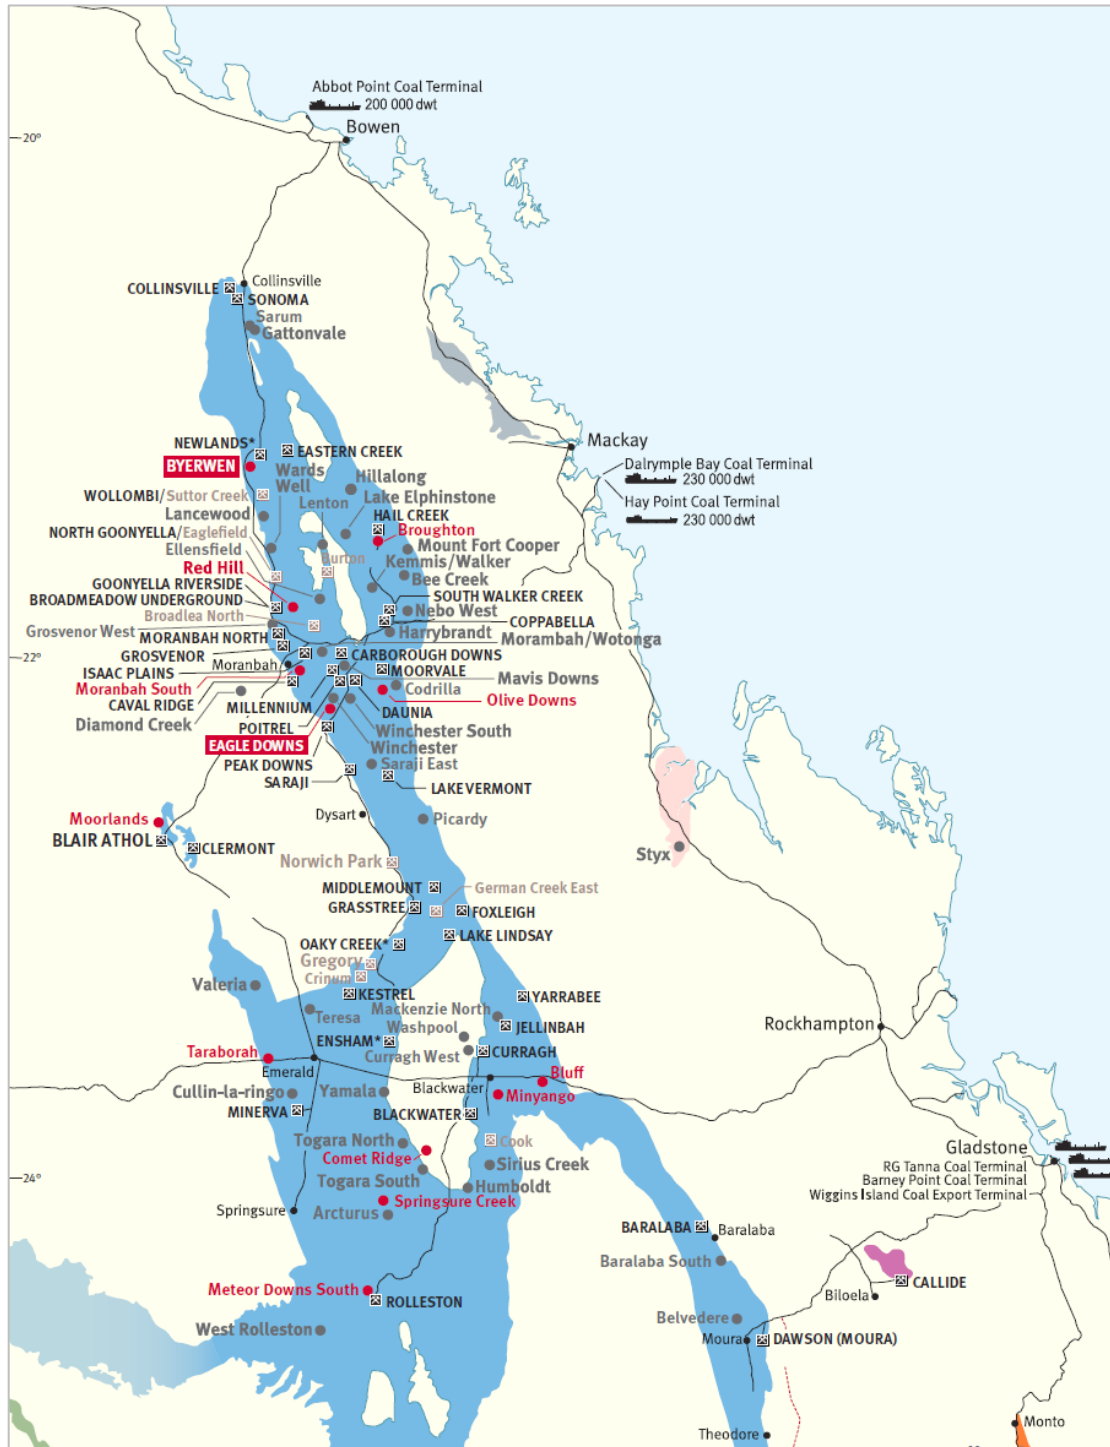 Abbot Point Coal Terminal
200 000 dwt
Bowen
20°
Collinsville
COLLINSVILLE
SONOMA
Sarum
Gattonvale
Mackay
NEWLANDS*
EASTERN CREEK
BYERWEN
Wards
Well
Hillalong
Dalrymple Bay Coal Terminal
230 000 dwt
WOLLOMBI/Suttor Creek
Lenton
Lake Elphinstone
Hay Point Coal Terminal
230 000 dwt
Lancewood
HAIL CREEK
NORTH GOONYELLA/Eaglefield
Broughton
Ellensfield
Burton
Mount Fort Cooper
Kemmis/Walker
Red Hill
Bee Creek
GOONYELLA RIVERSIDE
BROADMEADOW UNDERGROUND
SOUTH WALKER CREEK
Broadlea North
Nebo West
COPPABELLA
Grosvenor West
MORANBAH NORTH
Harrybrandt
Morambah/Wotonga
GROSVENOR
CARBOROUGH DOWNS
22°
Moranbah
ISAAC PLAINS
MOORVALE
Mavis Downs
Moranbah South
Codrilla
CAVAL RIDGE
Olive Downs
MILLENNIUM
DAUNIA
Diamond Creek
POITREL
Winchester South
EAGLE DOWNS
Winchester
PEAK DOWNS
Saraji East
SARAJI
LAKE VERMONT
Dysart
Picardy
Moorlands
BLAIR ATHOL
CLERMONT
Styx
Norwich Park
MIDDLEMOUNT
German Creek East
GRASSTREE
FOXLEIGH
LAKE LINDSAY
OAKY CREEK*
Gregory
Crinum
Valeria
KESTREL
YARRABEE
Teresa
Mackenzie North
Washpool
JELLINBAH
Rockhampton
ENSHAM*
Curragh West
CURRAGH
Taraborah
Emerald
Bluff
Blackwater
Cullin-la-ringo
Yamala
Minyango
MINERVA
BLACKWATER
Togara North
Cook
Comet Ridge
Gladstone
Sirius Creek
RG Tanna Coal Terminal
Togara South
Barney Point Coal Terminal
24°
Humboldt
Wiggins Island Coal Export Terminal
Springsure Creek
Springsure
Arcturus
BARALABA
Baralaba
Baralaba South
Meteor Downs South
CALLIDE
ROLLESTON
Biloela
Belvedere
West Rolleston
Moura
DAWSON (MOURA)
Monto
Theodore